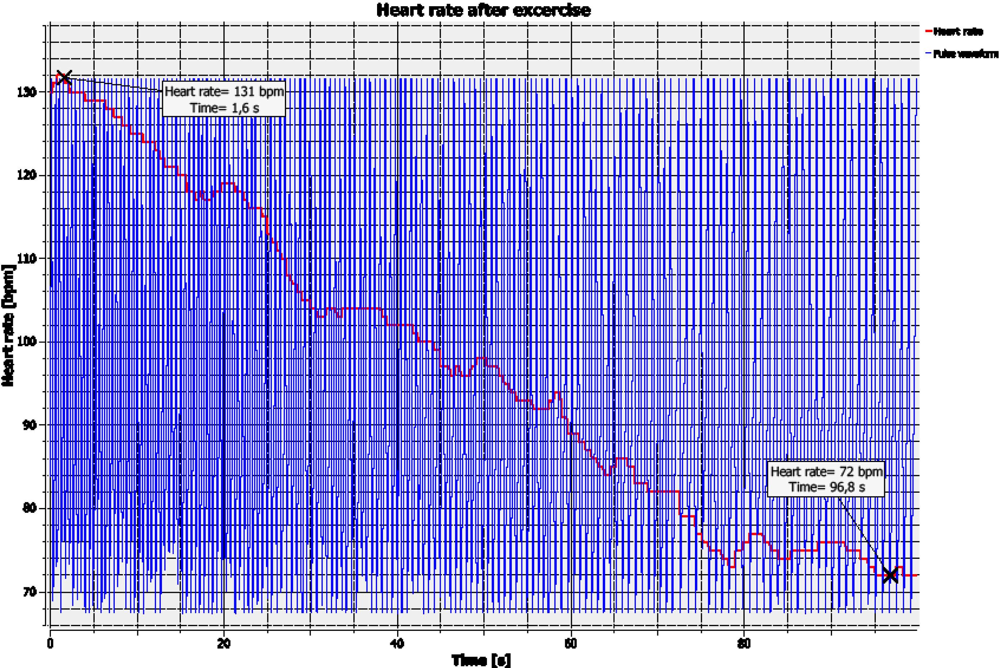 Heart rate after excercise
Heart rate
Pulse waveform
130
Heart rate= 131 bpm
Time= 1,6 s
120
110
Heart rate [bpm]
100
90
Heart rate= 72 bpm
Time= 96,8 s
80
70
0
20
40
60
80
Time [s]